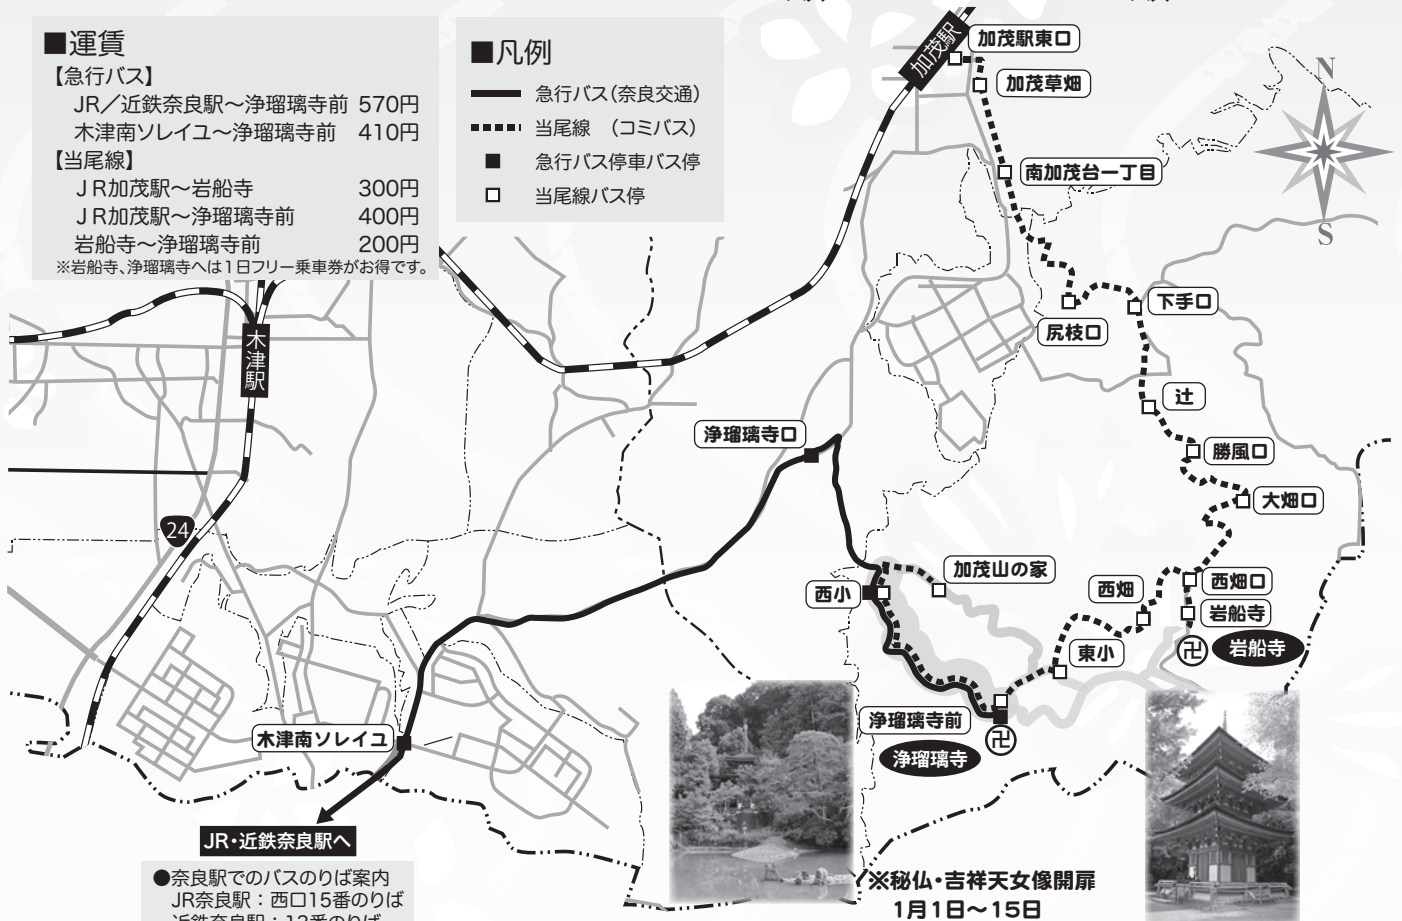 ■運賃
【急行バス】
JR／近鉄奈良駅～浄瑠璃寺前 570円
木津南ソレイユ～浄瑠璃寺前 410円
【当尾線】
ＪR加茂駅～岩船寺 300円
ＪR加茂駅～浄瑠璃寺前 400円
岩船寺～浄瑠璃寺前 200円
※岩船寺、浄瑠璃寺へは１日フリー乗車券がお得です。
■凡例
急行バス（奈良交通）
当尾線 （コミバス）
急行バス停車バス停
当尾線バス停
加茂駅
加茂駅東口
加茂草畑
南加茂台一丁目
N
S
尻枝口
下手口
辻
勝風口
大畑口
西畑口
西畑
岩船寺
卍 岩船寺
東小
木津駅
24
浄瑠璃寺口
加茂山の家
西小
浄瑠璃寺前
卍
浄瑠璃寺
木津南ソレイユ
JR・近鉄奈良駅へ
●奈良駅でのバスのりば案内
JR奈良駅：西口15番のりば
近鉄奈良駅：13番のりば
※秘仏・吉祥天女像開扉
1月1日～15日